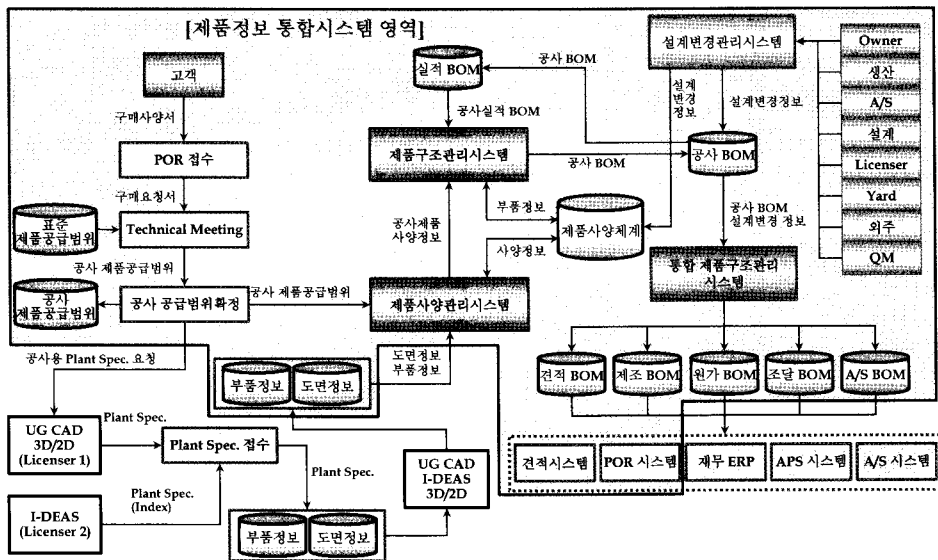 [제품정보 통합시스템 영역]
고객
구매사양서
POR 접수
구매요청서
표준
제품공급범위
Technical Meeting
공사 제품공급범위
공사
제품공급범위
공사 공급범위확정
공사 제품공급범위
공사용 Plant Spec. 요청
실적 BOM
공사 BOM
공사실적 BOM
제품구조관리시스템
공사 BOM
공사제품
사양정보
부품정보
사양정보
제품사양체계
제품사양관리시스템
도면정보
부품정보
부품정보
도면정보
설계변경관리시스템
설계
변경
정보
설계변경정보
공사 BOM
공사 BOM
설계변경 정보
통합 제품구조관리
시스템
Owner
생산
A/S
설계
Licenser
Yard
외주
QM
견적 BOM
제조 BOM
원가 BOM
조달 BOM
A/S BOM
견적시스템
POR 시스템
재무 ERP
APS 시스템
A/S 시스템
UG CAD
3D/2D
(Licenser 1)
Plant Spec.
Plant Spec. 접수
Plant Spec.
I-DEAS
(Licenser 2)
Plant Spec.
(Index)
부품정보
도면정보
UG CAD
I-DEAS
3D/2D